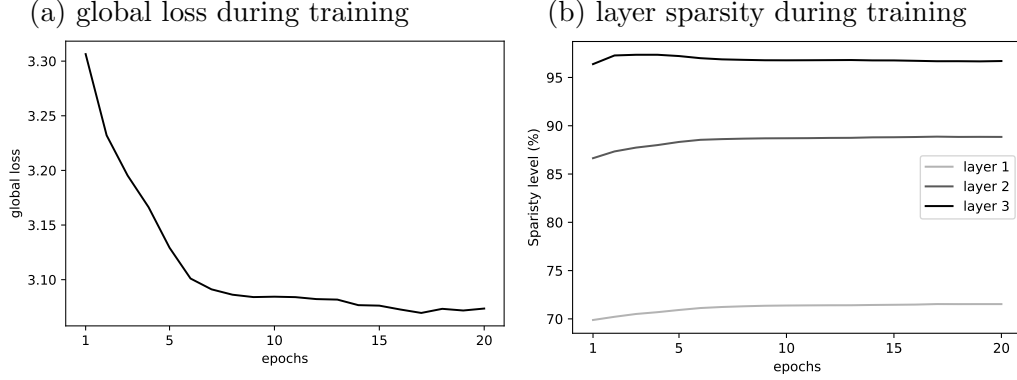 (a) global loss during training
3.30
3.25
3.20
3.15
3.10
global loss
1 5 10 15 20
epochs
(b) layer sparsity during training
95
90
85
80
75
70
Sparisty level (%)
layer 1
layer 2
layer 3
1 5 10 15 20
epochs